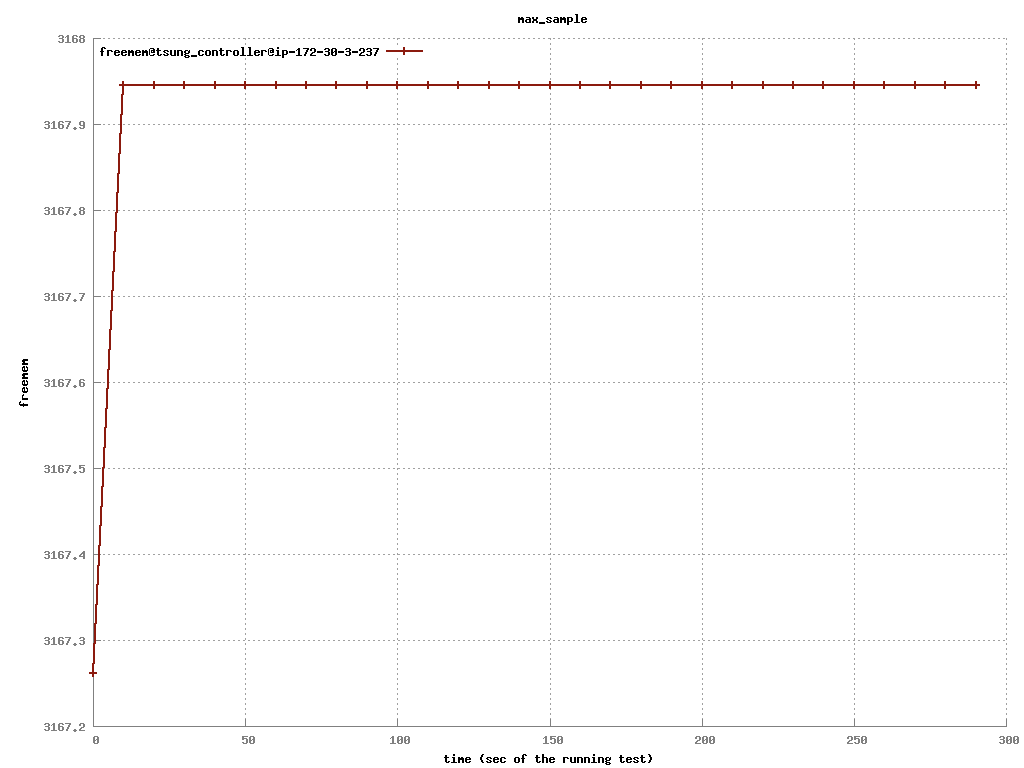 max_sample
freemem@tsung_controller@ip-172-30-3-237
3168
3167.9
3167.8
3167.7
3167.6
3167.5
3167.4
3167.3
3167.2
freemem
0 50 100 150 200 250 300
time (sec of the running test)